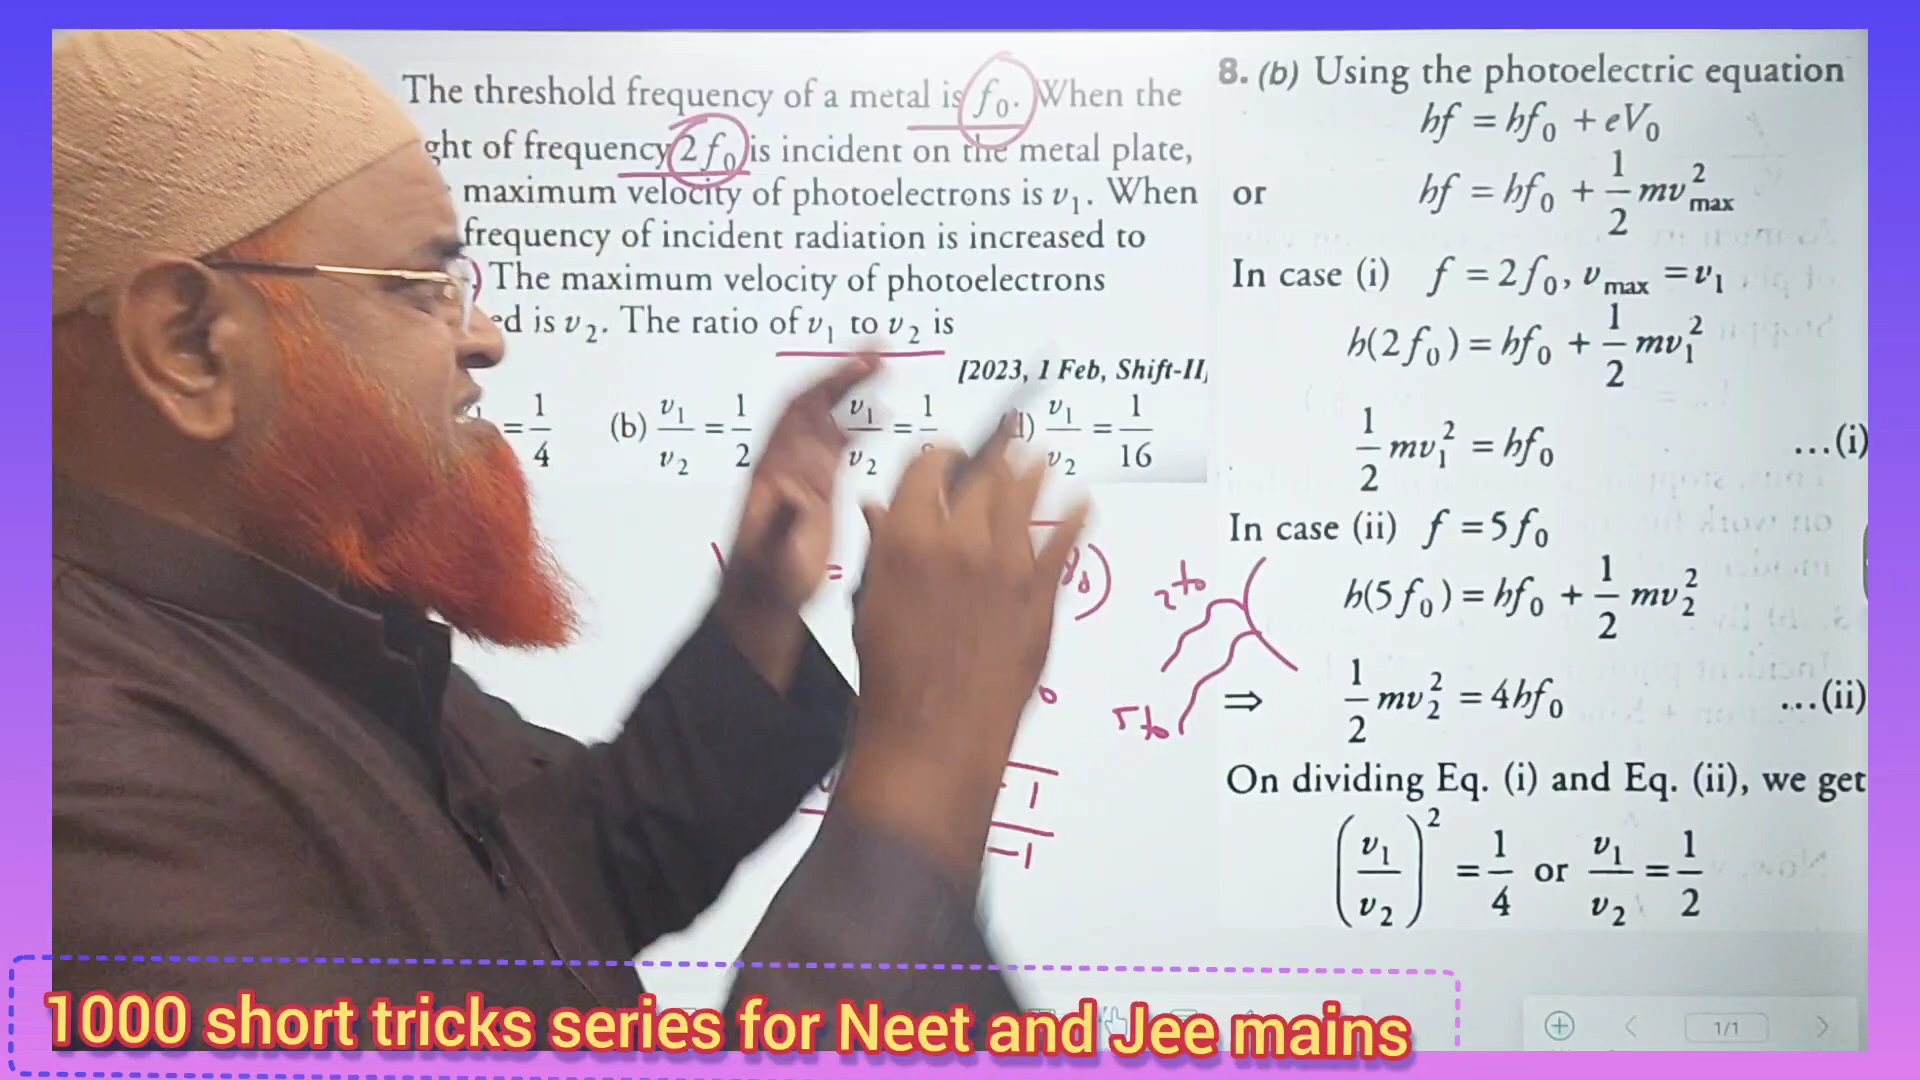 The threshold frequency of a metal is f₀. When the
ght of frequency 2f₀ is incident on the metal plate,
maximum velocity of photoelectrons is v₁. When
frequency of incident radiation is increased to
The maximum velocity of photoelectrons
ed is v₂. The ratio of v₁ to v₂ is
[2023, 1 Feb, Shift-II]
= 1/4 (b) v₁/v₂ = 1/2 v₁/v₂ = 1/ v₁/v₂ = 1/16
=
2f₀
5f₀
1
-1
8. (b) Using the photoelectric equation
hf = hf₀ + eV₀
or hf = hf₀ + 1/2 mv²max
In case (i) f = 2f₀, vmax = v₁
h(2f₀) = hf₀ + 1/2 mv₁²
1/2 mv₁² = hf₀ ...(i)
In case (ii) f = 5f₀
h(5f₀) = hf₀ + 1/2 mv₂²
⇒ 1/2 mv₂² = 4hf₀ ...(ii)
On dividing Eq. (i) and Eq. (ii), we get
(v₁/v₂)² = 1/4 or v₁/v₂ = 1/2
1/1
1000 short tricks series for Neet and Jee mains